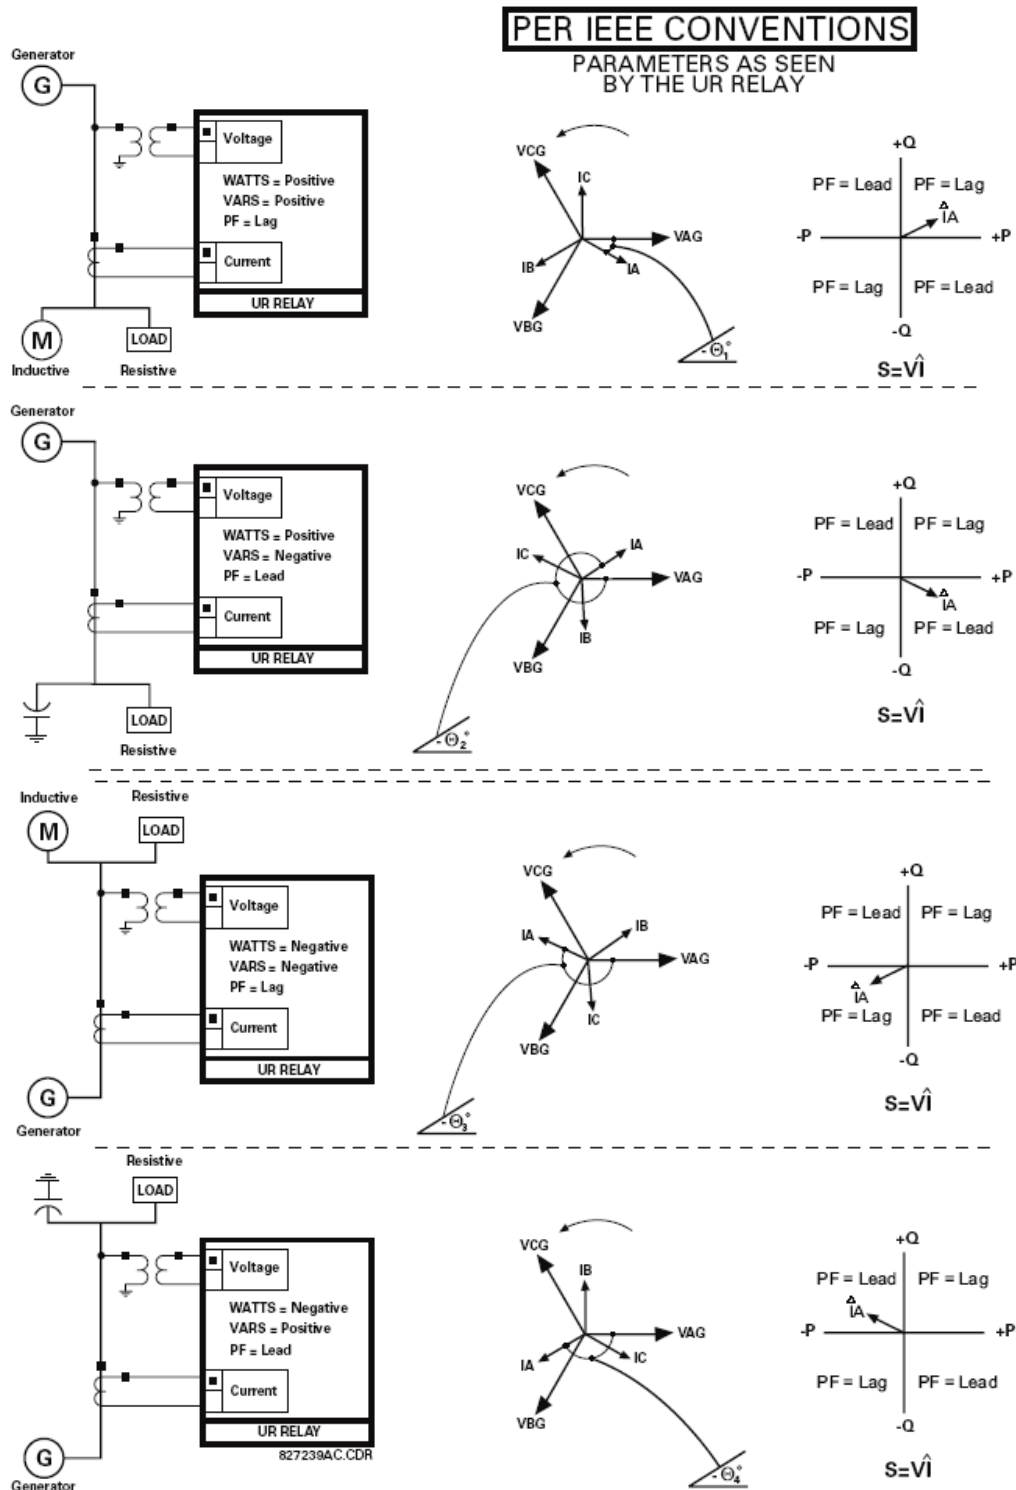 PER IEEE CONVENTIONS
PARAMETERS AS SEEN
BY THE UR RELAY
Generator
G
Voltage
WATTS = Positive
VARS = Positive
PF = Lag
Current
UR RELAY
M
Inductive
LOAD
Resistive
VCG
IC
VAG
IB
IA
VBG
- Θ₁°
+Q
PF = Lead
PF = Lag
IA
-P
+P
PF = Lag
PF = Lead
-Q
S=VÎ
Generator
G
Voltage
WATTS = Positive
VARS = Negative
PF = Lead
Current
UR RELAY
LOAD
Resistive
VCG
IC
IA
VAG
IB
VBG
- Θ₂°
+Q
PF = Lead
PF = Lag
-P
+P
IA
PF = Lag
PF = Lead
-Q
S=VÎ
Inductive
M
Resistive
LOAD
Voltage
WATTS = Negative
VARS = Negative
PF = Lag
Current
UR RELAY
G
Generator
VCG
IA
IB
VAG
IC
VBG
- Θ₃°
+Q
PF = Lead
PF = Lag
-P
+P
IA
PF = Lag
PF = Lead
-Q
S=VÎ
Resistive
LOAD
Voltage
WATTS = Negative
VARS = Positive
PF = Lead
Current
UR RELAY
827239AC.CDR
G
Generator
VCG
IB
VAG
IA
IC
VBG
- Θ₄°
+Q
PF = Lead
PF = Lag
IA
-P
+P
PF = Lag
PF = Lead
-Q
S=VÎ